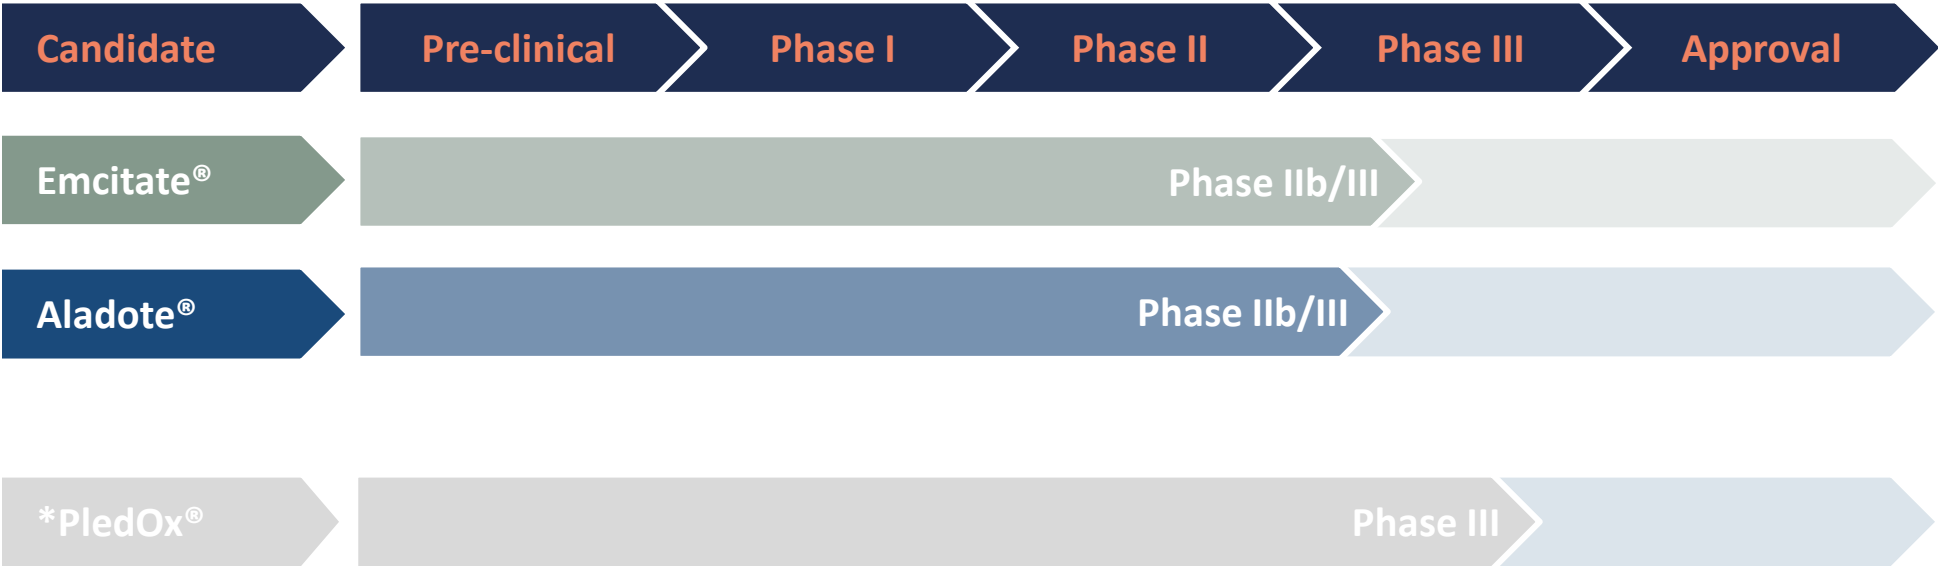 Candidate Pre-clinical Phase I Phase II Phase III Approval
Emcitate® Phase IIb/III
Aladote® Phase IIb/III
*PledOx® Phase III